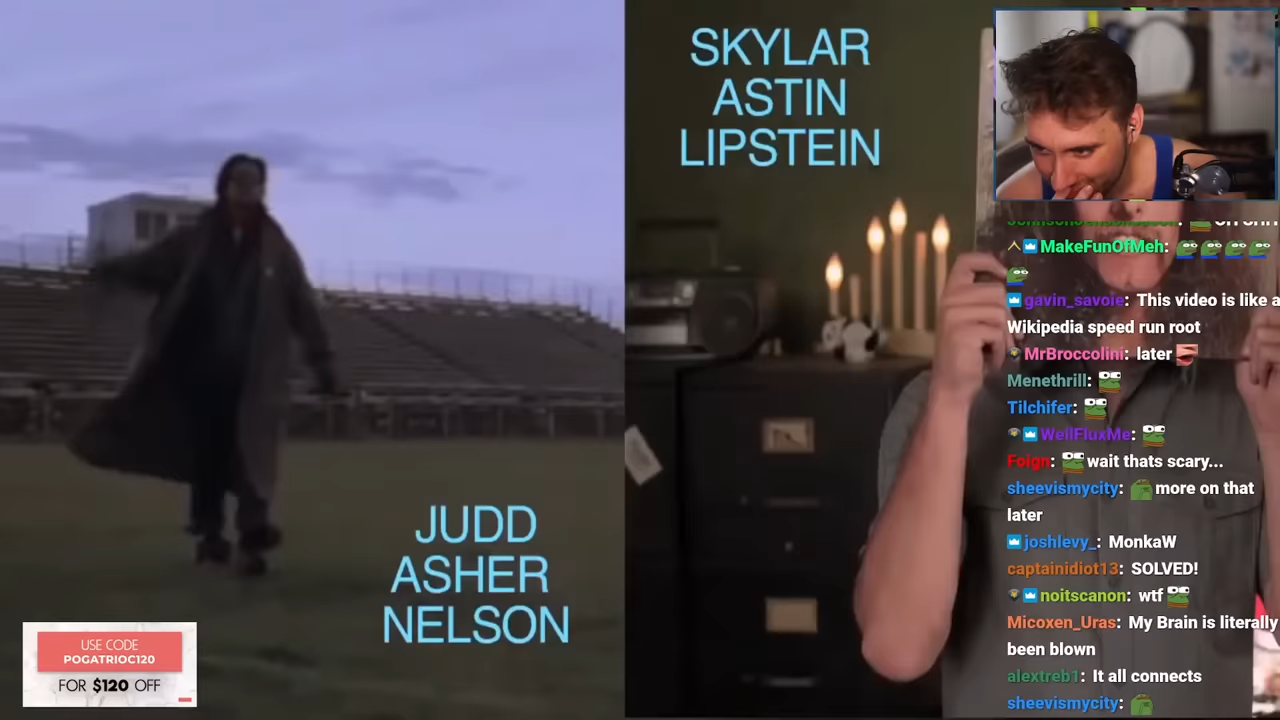 SKYLAR
ASTIN
LIPSTEIN
JUDD
ASHER
NELSON
USE CODE
POGATRIOC120
FOR $120 OFF
MakeFunOfMeh:
gavin_savoie: This video is like a
Wikipedia speed run root
MrBroccolini: later
Menethrill:
Tilchifer:
WellFluxMe:
Foign: wait thats scary...
sheevismycity: more on that
later
joshlevy_: MonkaW
captainidiot13: SOLVED!
noitscanon: wtf
Micoxen_Uras: My Brain is literally
been blown
alextreb1: It all connects
sheevismycity: